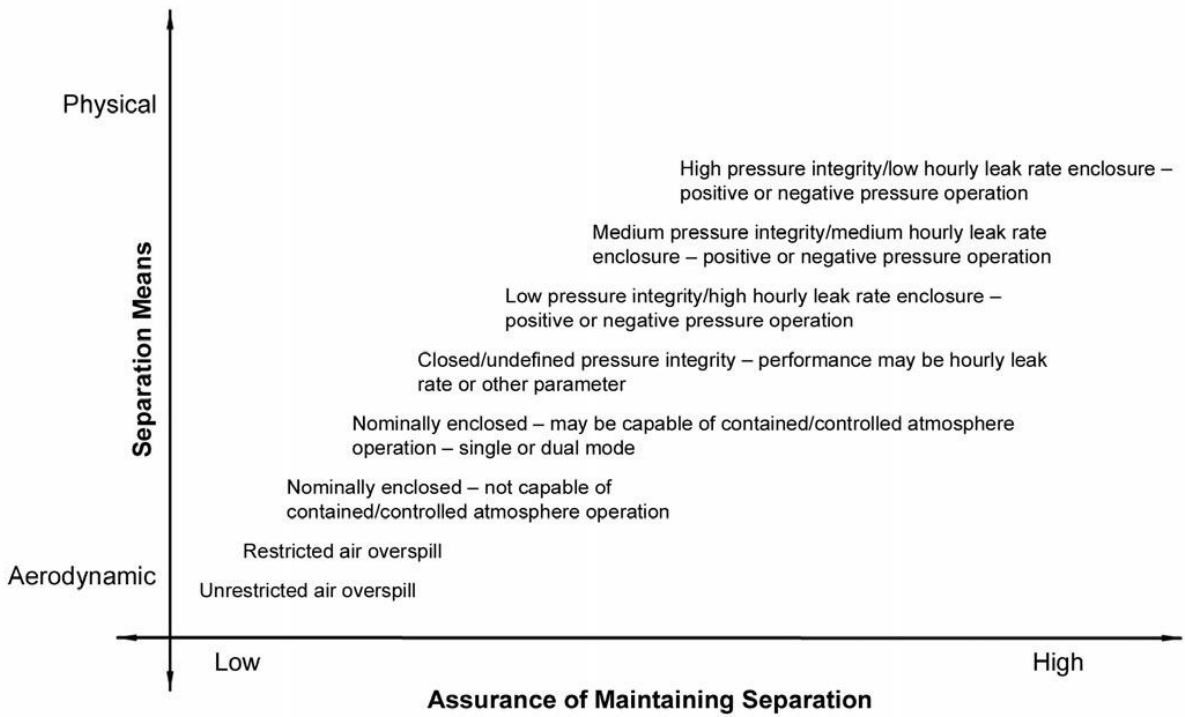 Physical
High pressure integrity/low hourly leak rate enclosure –
positive or negative pressure operation
Medium pressure integrity/medium hourly leak rate
enclosure – positive or negative pressure operation
Separation Means
Low pressure integrity/high hourly leak rate enclosure –
positive or negative pressure operation
Closed/undefined pressure integrity – performance may be hourly leak
rate or other parameter
Nominally enclosed – may be capable of contained/controlled atmosphere
operation – single or dual mode
Nominally enclosed – not capable of
contained/controlled atmosphere operation
Restricted air overspill
Aerodynamic
Unrestricted air overspill
Low
High
Assurance of Maintaining Separation